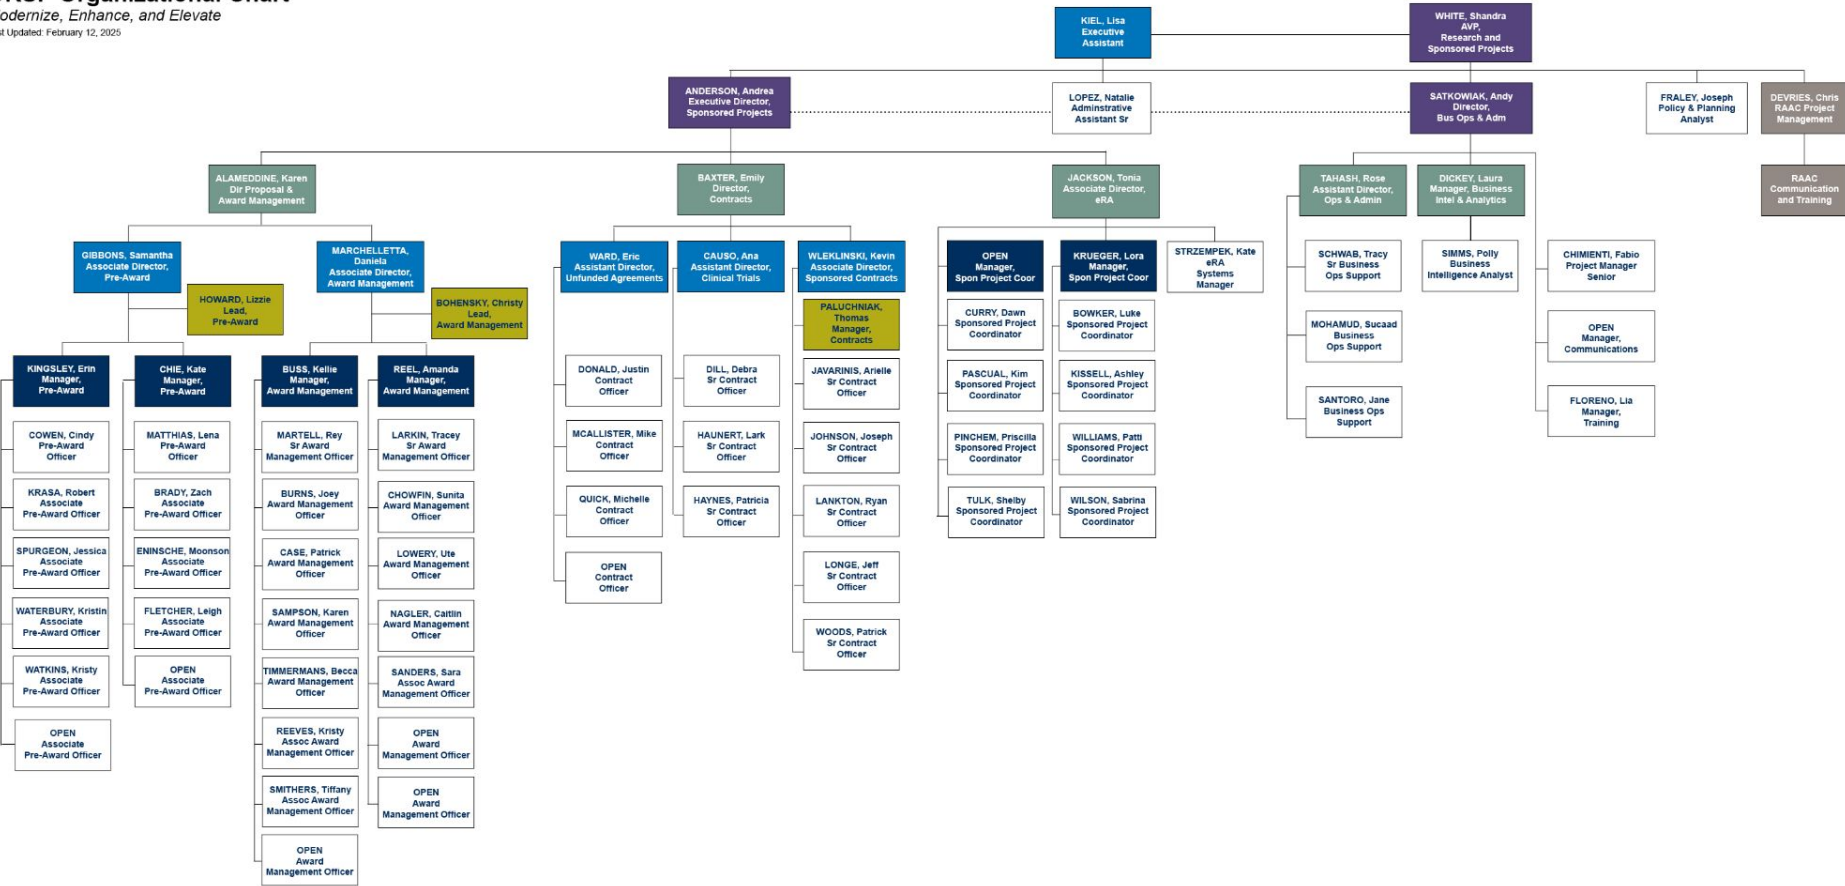 Organizational Chart
odernize, Enhance, and Elevate
st Updated: February 12, 2025
KIEL, Lisa
Executive
Assistant
WHITE, Shandra
AVP,
Research and
Sponsored Projects
ANDERSON, Andrea
Executive Director,
Sponsored Projects
LOPEZ, Natalie
Adminstrative
Assistant Sr
SATKOWIAK, Andy
Director,
Bus Ops & Adm
FRALEY, Joseph
Policy & Planning
Analyst
DEVRIES, Chris
RAAC Project
Management
ALAMEDDINE, Karen
Dir Proposal &
Award Management
BAXTER, Emily
Director,
Contracts
JACKSON, Tonia
Associate Director,
eRA
TAHASH, Rose
Assistant Director,
Ops & Admin
DICKEY, Laura
Manager, Business
Intel & Analytics
RAAC
Communication
and Training
GIBBONS, Samantha
Associate Director,
Pre-Award
MARCHELLETTA,
Daniela
Associate Director,
Award Management
HOWARD, Lizzie
Lead,
Pre-Award
BOHENSKY, Christy
Lead,
Award Management
KINGSLEY, Erin
Manager,
Pre-Award
CHIE, Kate
Manager,
Pre-Award
BUSS, Kellie
Manager,
Award Management
REEL, Amanda
Manager,
Award Management
COWEN, Cindy
Pre-Award
Officer
KRASA, Robert
Associate
Pre-Award Officer
SPURGEON, Jessica
Associate
Pre-Award Officer
WATERBURY, Kristin
Associate
Pre-Award Officer
WATKINS, Kristy
Associate
Pre-Award Officer
OPEN
Associate
Pre-Award Officer
MATTHIAS, Lena
Pre-Award
Officer
BRADY, Zach
Associate
Pre-Award Officer
ENINSCHE, Moonson
Associate
Pre-Award Officer
FLETCHER, Leigh
Associate
Pre-Award Officer
OPEN
Associate
Pre-Award Officer
MARTELL, Rey
Sr Award
Management Officer
BURNS, Joey
Award Management
Officer
CASE, Patrick
Award Management
Officer
SAMPSON, Karen
Award Management
Officer
TIMMERMANS, Becca
Award Management
Officer
REEVES, Kristy
Assoc Award
Management Officer
SMITHERS, Tiffany
Assoc Award
Management Officer
OPEN
Award
Management Officer
LARKIN, Tracey
Sr Award
Management Officer
CHOWFIN, Sunita
Award Management
Officer
LOWERY, Ute
Award Management
Officer
NAGLER, Caitlin
Award Management
Officer
SANDERS, Sara
Assoc Award
Management Officer
OPEN
Award
Management Officer
OPEN
Award
Management Officer
WARD, Eric
Assistant Director,
Unfunded Agreements
DONALD, Justin
Contract
Officer
MCALLISTER, Mike
Contract
Officer
QUICK, Michelle
Contract
Officer
OPEN
Contract
Officer
CAUSO, Ana
Assistant Director,
Clinical Trials
DILL, Debra
Sr Contract
Officer
HAUNERT, Lark
Sr Contract
Officer
HAYNES, Patricia
Sr Contract
Officer
WLEKLINSKI, Kevin
Associate Director,
Sponsored Contracts
PALUCHNIAK,
Thomas
Manager,
Contracts
JAVARINIS, Arielle
Sr Contract
Officer
JOHNSON, Joseph
Sr Contract
Officer
LANKTON, Ryan
Sr Contract
Officer
LONGE, Jeff
Sr Contract
Officer
WOODS, Patrick
Sr Contract
Officer
OPEN
Manager,
Spon Project Coor
CURRY, Dawn
Sponsored Project
Coordinator
PASCUAL, Kim
Sponsored Project
Coordinator
PINCHEM, Priscilla
Sponsored Project
Coordinator
TULK, Shelby
Sponsored Project
Coordinator
KRUEGER, Lora
Manager,
Spon Project Coor
BOWKER, Luke
Sponsored Project
Coordinator
KISSELL, Ashley
Sponsored Project
Coordinator
WILLIAMS, Patti
Sponsored Project
Coordinator
WILSON, Sabrina
Sponsored Project
Coordinator
STRZEMPEK, Kate
eRA
Systems
Manager
SCHWAB, Tracy
Sr Business
Ops Support
MOHAMUD, Sucaad
Business
Ops Support
SANTORO, Jane
Business Ops
Support
SIMMS, Polly
Business
Intelligence Analyst
CHIMIENTI, Fabio
Project Manager
Senior
OPEN
Manager,
Communications
FLORENO, Lia
Manager,
Training